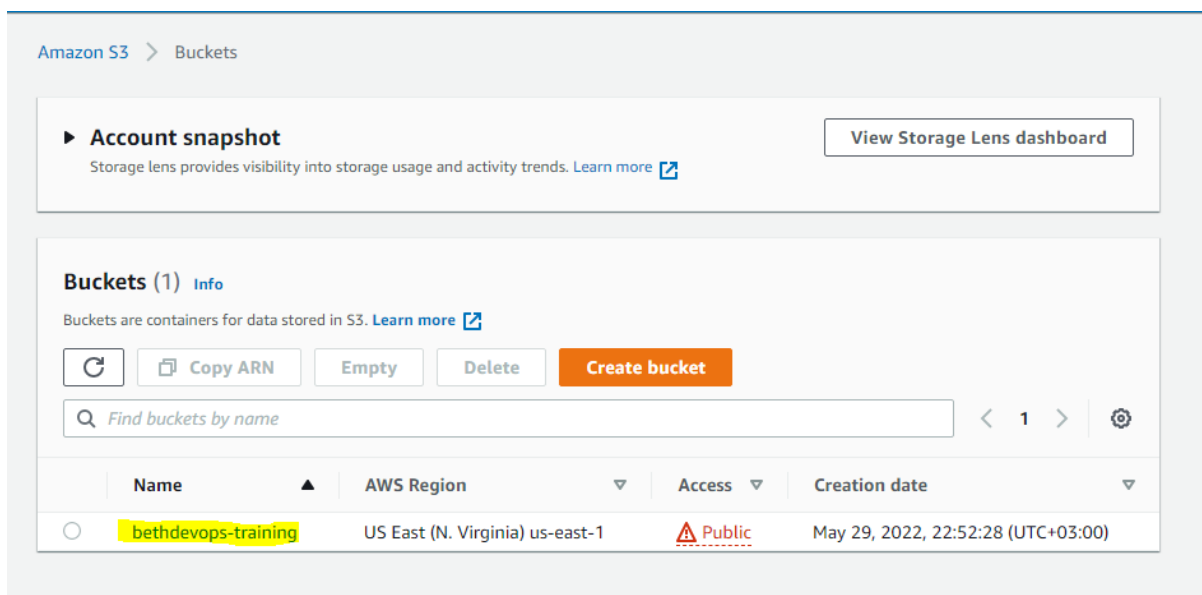 Amazon S3 > Buckets
Account snapshot
View Storage Lens dashboard
Storage lens provides visibility into storage usage and activity trends. Learn more
Buckets (1) Info
Buckets are containers for data stored in S3. Learn more
Copy ARN Empty Delete Create bucket
Find buckets by name
< 1 >
Name AWS Region Access Creation date
bethdevops-training US East (N. Virginia) us-east-1 Public May 29, 2022, 22:52:28 (UTC+03:00)